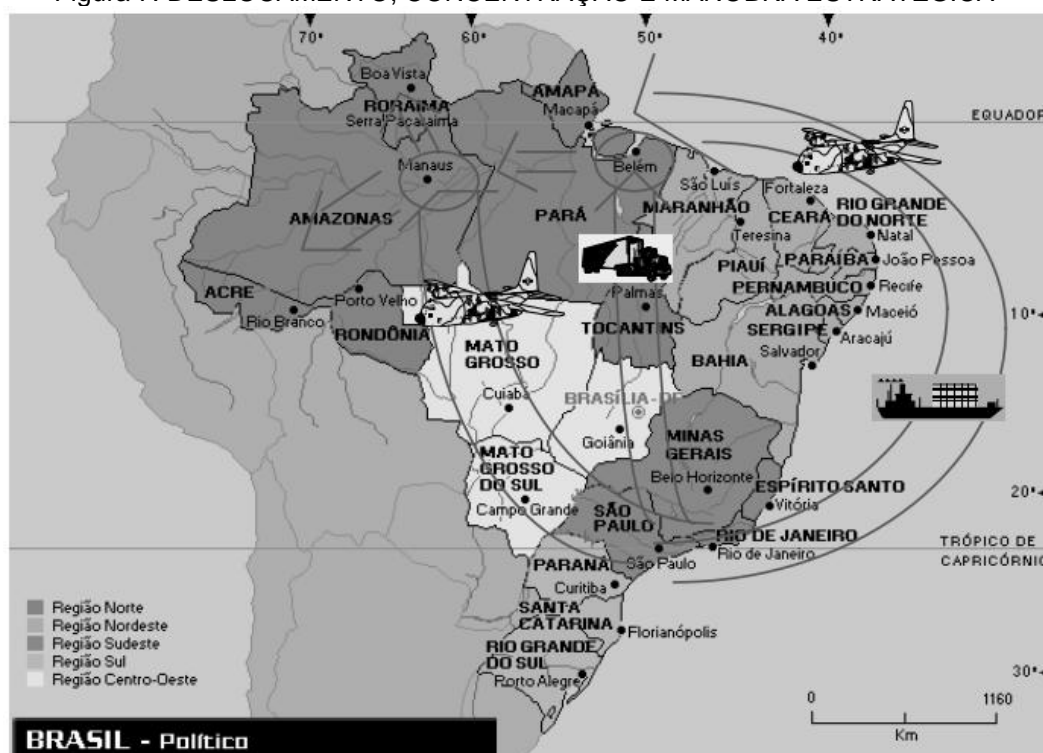 70°
60°
50°
40°
Boa Vista
RORAIMA
Serra Pacaraima
AMAPÁ
Macapá
EQUADOR
Manaus
Belém
São Luís
Fortaleza
AMAZONAS
PARÁ
MARANHÃO
CEARÁ
RIO GRANDE
DO NORTE
Teresina
Natal
PARAÍBA
João Pessoa
PIAUÍ
PERNAMBUCO
Recife
ACRE
Porto Velho
Palmas
ALAGOAS
Maceió
Rio Branco
RONDÔNIA
TOCANTINS
SERGIPE
Aracajú
10°
MATO
GROSSO
BAHIA
Salvador
Cuiabá
BRASÍLIA-DF
Goiânia
MINAS
GERAIS
MATO
GROSSO
DO SUL
Belo Horizonte
ESPÍRITO SANTO
Campo Grande
Vitória
20°
SÃO
PAULO
RIO DE JANEIRO
Rio de Janeiro
TRÓPICO DE
CAPRICÓRNIO
São Paulo
PARANÁ
Curitiba
SANTA
CATARINA
Florianópolis
RIO GRANDE
DO SUL
Porto Alegre
30°
Região Norte
Região Nordeste
Região Sudeste
Região Sul
Região Centro-Oeste
0 1160
Km
BRASIL - Político